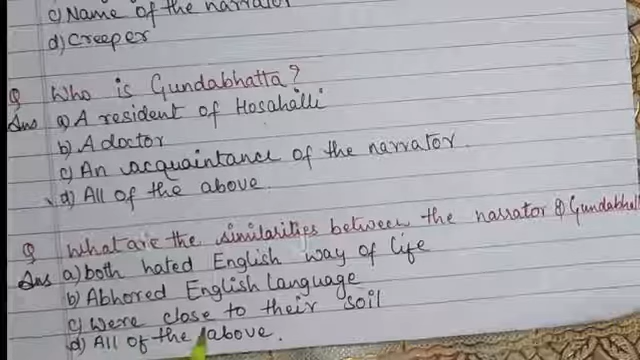 c) Name of the narrator
d) Creeper
Q Who is Gundabhatta?
Ans a) A resident of Hosahalli
b) A doctor
c) An acquaintance of the narrator.
d) All of the above.
Q What are the similarities between the narrator & Gundabhatt
Ans a) both hated English way of life
b) Abhored English Language
c) Were close to their soil
d) All of the above.